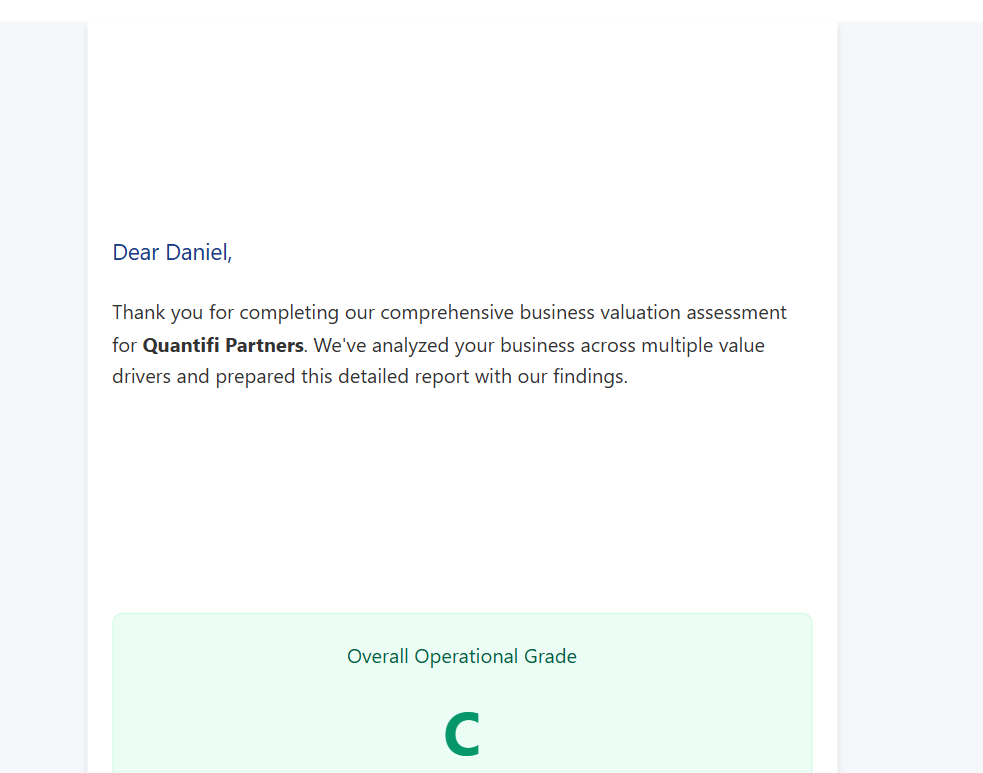 Dear Daniel,
Thank you for completing our comprehensive business valuation assessment
for Quantifi Partners. We've analyzed your business across multiple value
drivers and prepared this detailed report with our findings.
Overall Operational Grade
C